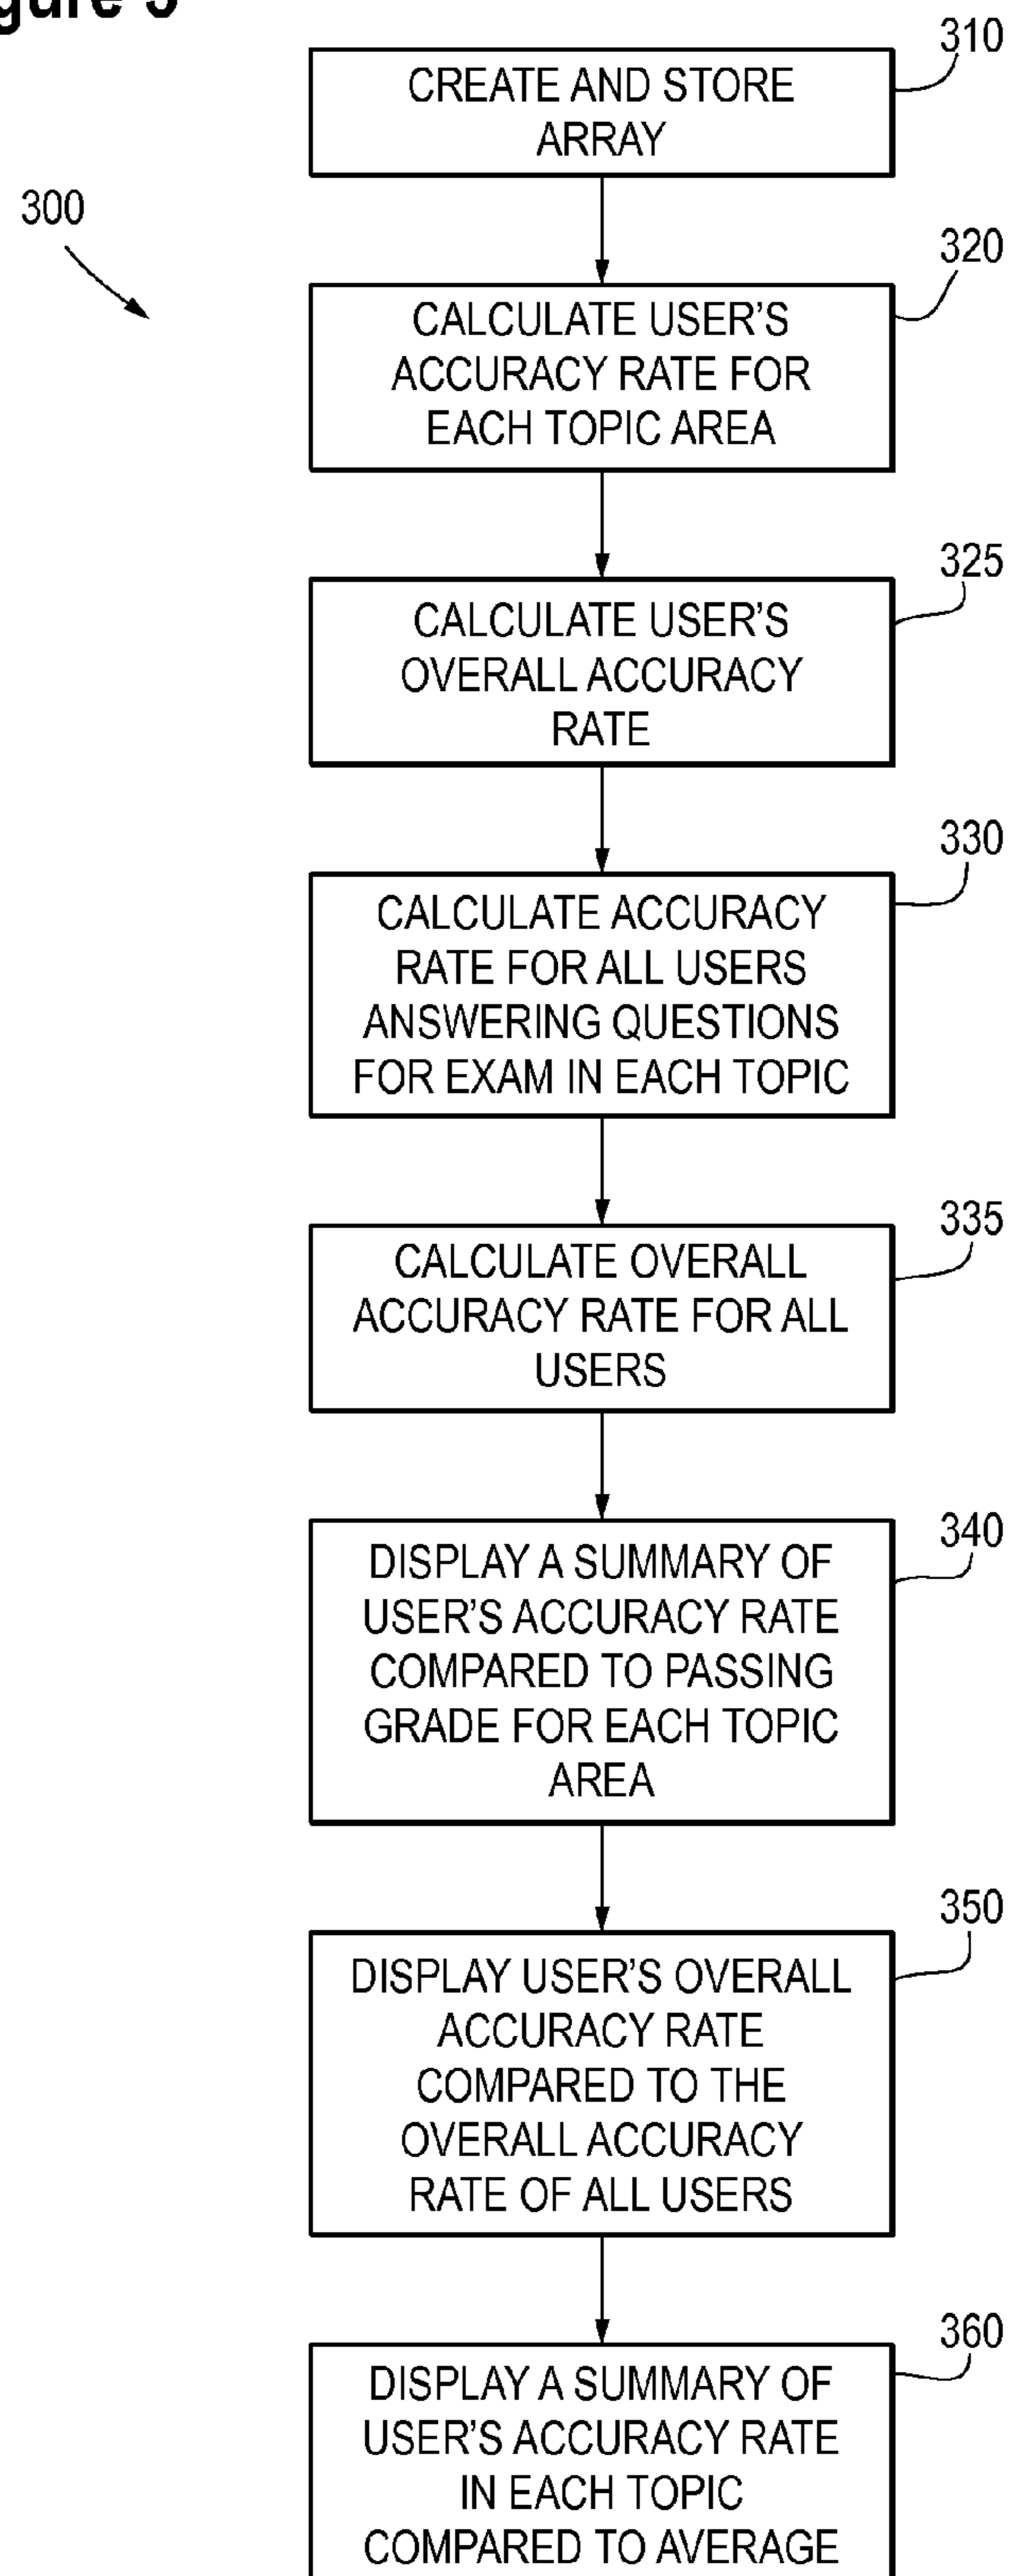 310
CREATE AND STORE
ARRAY
300
320
CALCULATE USER'S
ACCURACY RATE FOR
EACH TOPIC AREA
325
CALCULATE USER'S
OVERALL ACCURACY
RATE
330
CALCULATE ACCURACY
RATE FOR ALL USERS
ANSWERING QUESTIONS
FOR EXAM IN EACH TOPIC
335
CALCULATE OVERALL
ACCURACY RATE FOR ALL
USERS
340
DISPLAY A SUMMARY OF
USER'S ACCURACY RATE
COMPARED TO PASSING
GRADE FOR EACH TOPIC
AREA
350
DISPLAY USER'S OVERALL
ACCURACY RATE
COMPARED TO THE
OVERALL ACCURACY
RATE OF ALL USERS
360
DISPLAY A SUMMARY OF
USER'S ACCURACY RATE
IN EACH TOPIC
COMPARED TO AVERAGE